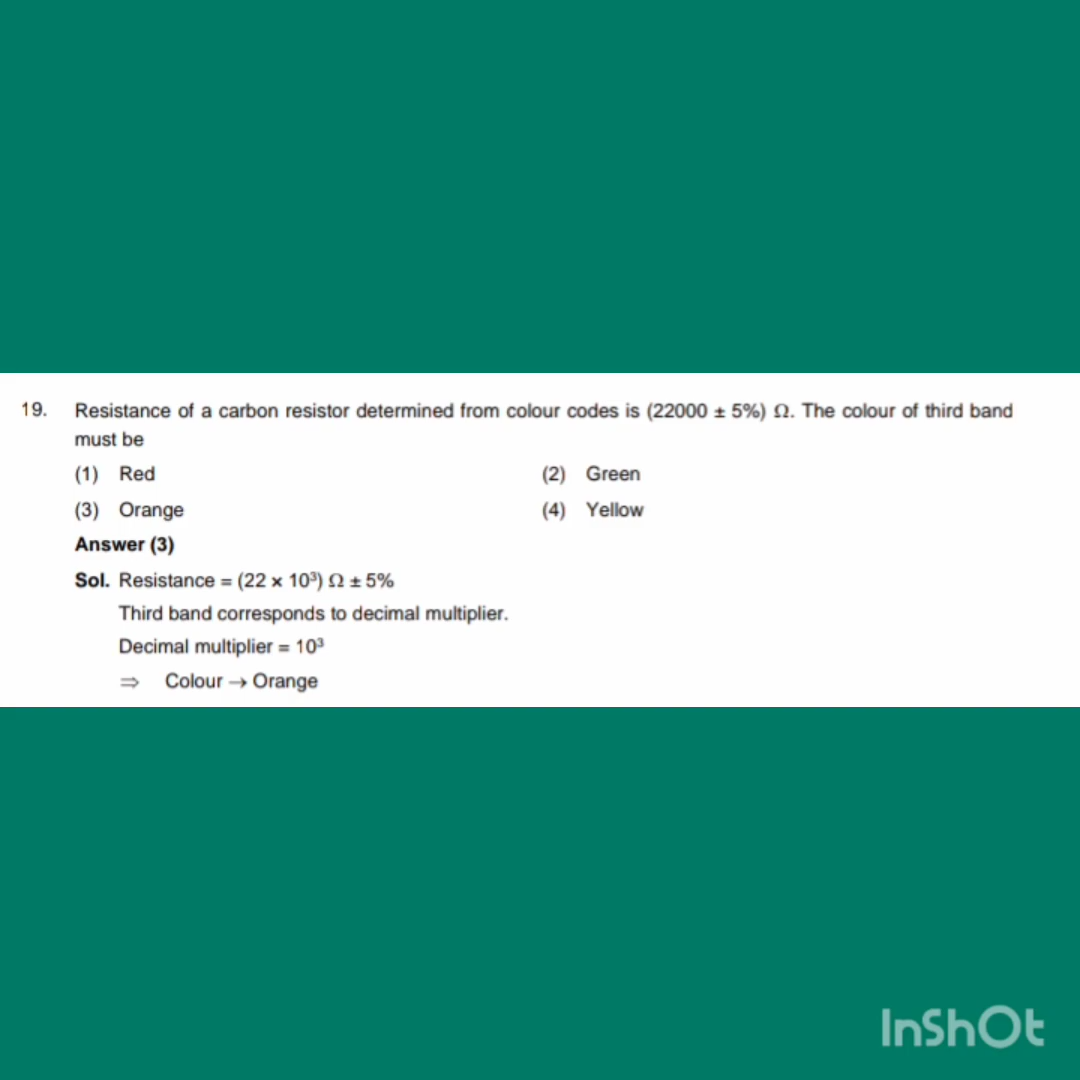 19. Resistance of a carbon resistor determined from colour codes is (22000 ± 5%) Ω. The colour of third band
must be
(1) Red (2) Green
(3) Orange (4) Yellow
Answer (3)
Sol. Resistance = (22 × 10³) Ω ± 5%
Third band corresponds to decimal multiplier.
Decimal multiplier = 10³
⇒ Colour → Orange
InShOt